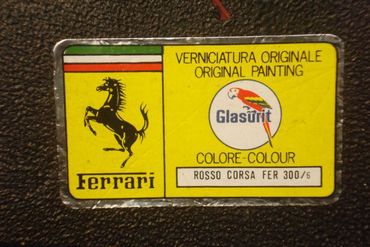 VERNICIATURA ORIGINALE
ORIGINAL PAINTING
Glasurit
COLORE-COLOUR
ROSSO CORSA FER 300/6
Ferrari